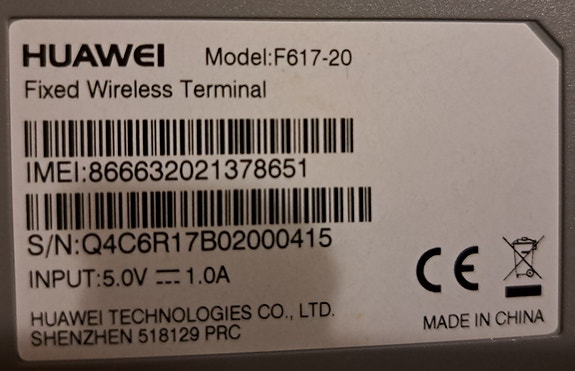 HUAWEI Model:F617-20
Fixed Wireless Terminal
IMEI:866632021378651
S/N:Q4C6R17B02000415
INPUT:5.0V ⎓ 1.0A
HUAWEI TECHNOLOGIES CO., LTD.
SHENZHEN 518129 PRC
CE
MADE IN CHINA